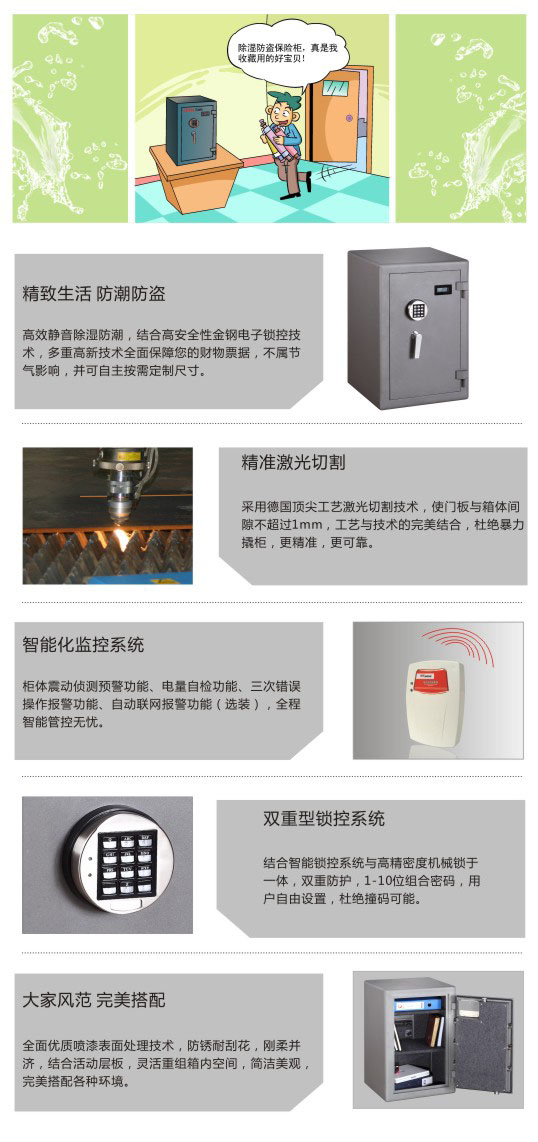 除湿防盗保险柜，真是我
收藏用的好宝贝！
精致生活 防潮防盗
高效静音除湿防潮，结合高安全性金钢电子锁控技
术，多重高新技术全面保障您的财物票据，不属节
气影响，并可自主按需定制尺寸。
精准激光切割
采用德国顶尖工艺激光切割技术，使门板与箱体间
隙不超过1mm，工艺与技术的完美结合，杜绝暴力
撬柜，更精准，更可靠。
智能化监控系统
柜体震动侦测预警功能、电量自检功能、三次错误
操作报警功能、自动联网报警功能（选装），全程
智能管控无忧。
双重型锁控系统
结合智能锁控系统与高精密度机械锁于
一体，双重防护，1-10位组合密码，用
户自由设置，杜绝撞码可能。
大家风范 完美搭配
全面优质喷漆表面处理技术，防锈耐刮花，刚柔并
济，结合活动层板，灵活重组箱内空间，简洁美观，
完美搭配各种环境。